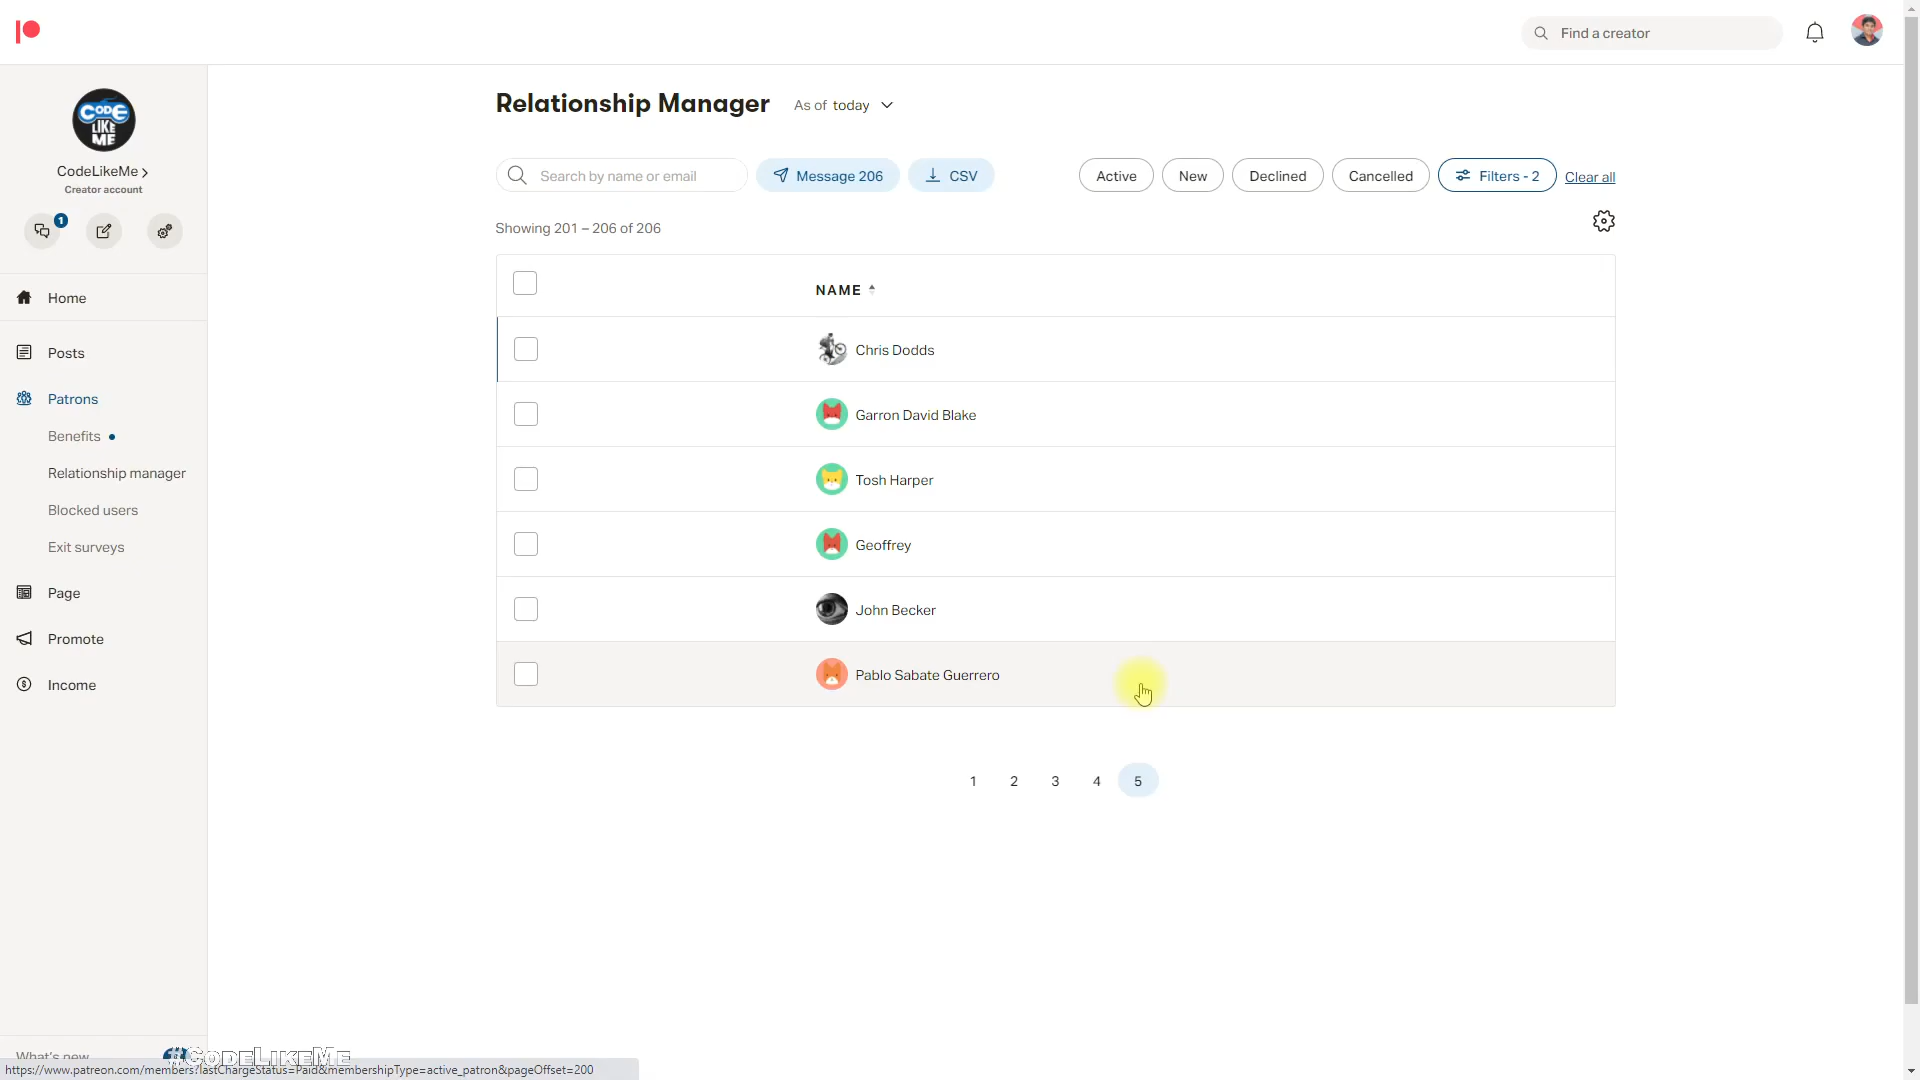 Find a creator
CODE
LIKE
ME
CodeLikeMe
Creator account
1
Home
Posts
Patrons
Benefits
Relationship manager
Blocked users
Exit surveys
Page
Promote
Income
What's new
#CodeLikeMe
Relationship Manager As of today
Search by name or email Message 206 CSV Active New Declined Cancelled Filters - 2 Clear all
Showing 201 – 206 of 206
NAME
Chris Dodds
Garron David Blake
Tosh Harper
Geoffrey
John Becker
Pablo Sabate Guerrero
1 2 3 4 5
https://www.patreon.com/members?lastChargeStatus=Paid&membershipType=active_patron&pageOffset=200